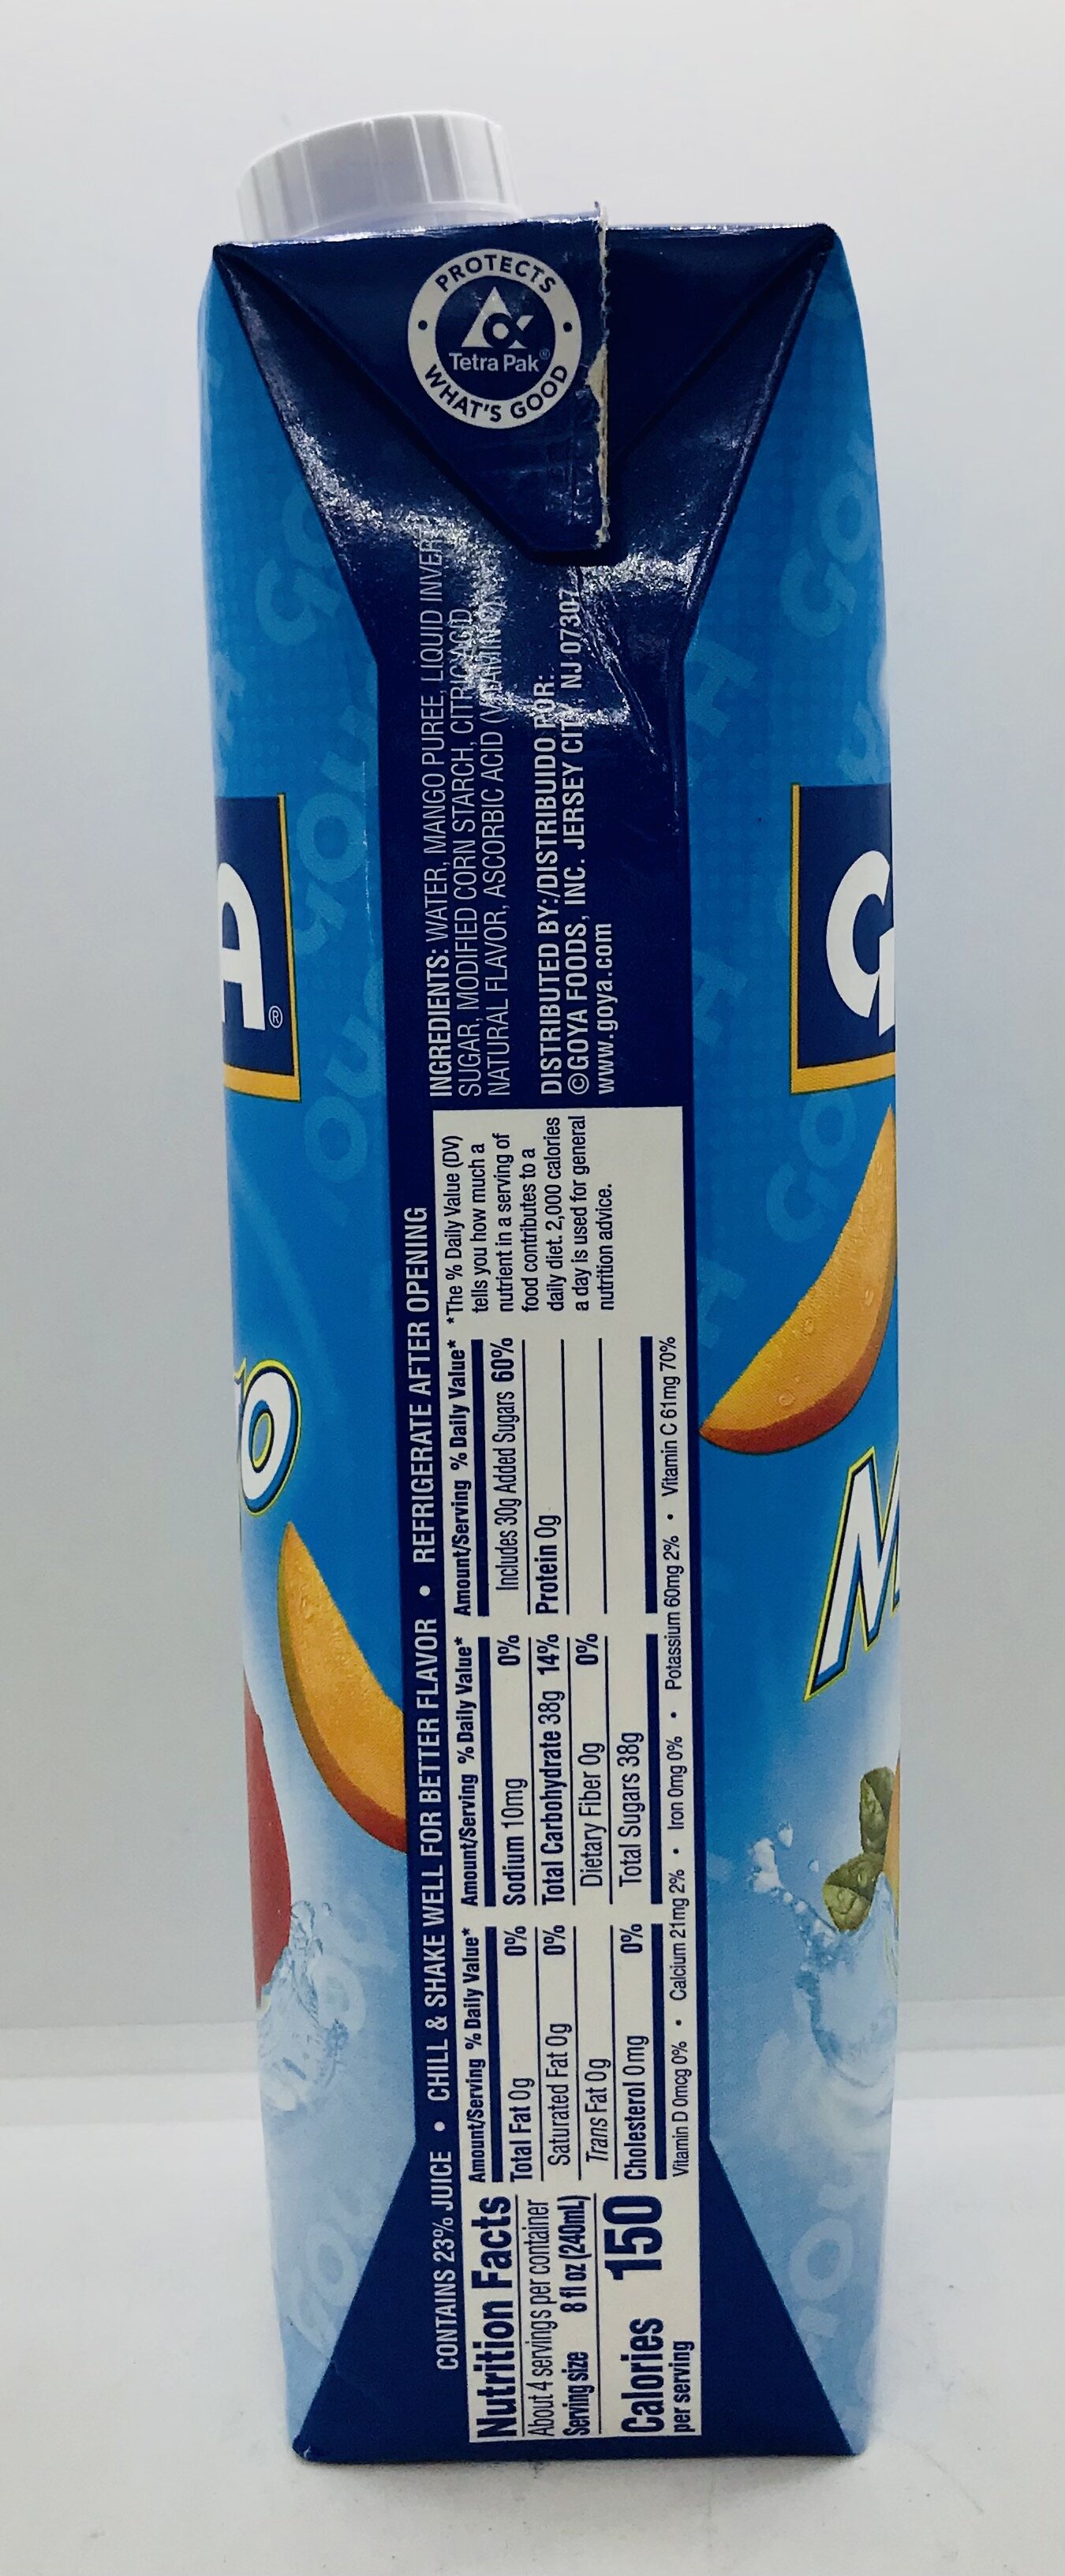 PROTECTS
Tetra Pak®
WHAT'S GOOD
A®
G
O
M
CONTAINS 23% JUICE • CHILL & SHAKE WELL FOR BETTER FLAVOR • REFRIGERATE AFTER OPENING
Nutrition Facts
About 4 servings per container
Serving size 8 fl oz (240mL)
Calories 150
per serving
Amount/Serving % Daily Value*
Total Fat 0g 0%
Saturated Fat 0g 0%
Trans Fat 0g
Cholesterol 0mg 0%
Amount/Serving % Daily Value*
Sodium 10mg 0%
Total Carbohydrate 38g 14%
Dietary Fiber 0g 0%
Total Sugars 38g
Amount/Serving % Daily Value*
Includes 30g Added Sugars 60%
Protein 0g
Vitamin D 0mcg 0% • Calcium 21mg 2% • Iron 0mg 0% • Potassium 60mg 2% • Vitamin C 61mg 70%
*The % Daily Value (DV)
tells you how much a
nutrient in a serving of
food contributes to a
daily diet. 2,000 calories
a day is used for general
nutrition advice.
INGREDIENTS: WATER, MANGO PUREE, LIQUID INVERT
SUGAR, MODIFIED CORN STARCH, CITRIC ACID,
NATURAL FLAVOR, ASCORBIC ACID (VITAMIN
DISTRIBUTED BY:/DISTRIBUIDO POR:
©GOYA FOODS, INC. JERSEY CITY, NJ 07307
www.goya.com